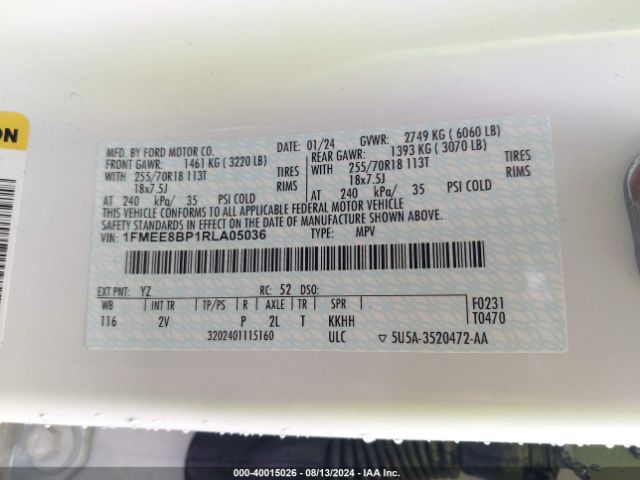 ON
MFD. BY FORD MOTOR CO. DATE: 01/24 GVWR: 2749 KG ( 6060 LB)
FRONT GAWR: 1461 KG ( 3220 LB) REAR GAWR: 1393 KG ( 3070 LB)
WITH 255/70R18 113T TIRES WITH 255/70R18 113T TIRES
18x7.5J RIMS 18x7.5J RIMS
AT 240 kPa/ 35 PSI COLD AT 240 kPa/ 35 PSI COLD
THIS VEHICLE CONFORMS TO ALL APPLICABLE FEDERAL MOTOR VEHICLE
SAFETY STANDARDS IN EFFECT ON THE DATE OF MANUFACTURE SHOWN ABOVE.
VIN: 1FMEE8BP1RLA05036 TYPE: MPV
EXT PNT: YZ RC: 52 DSO:
WB INT TR TP/PS R AXLE TR SPR F0231
116 2V P 2L T KKHH T0470
3202401115160 ULC ▽ 5U5A-3520472-AA
000-40015026 - 08/13/2024 - IAA Inc.